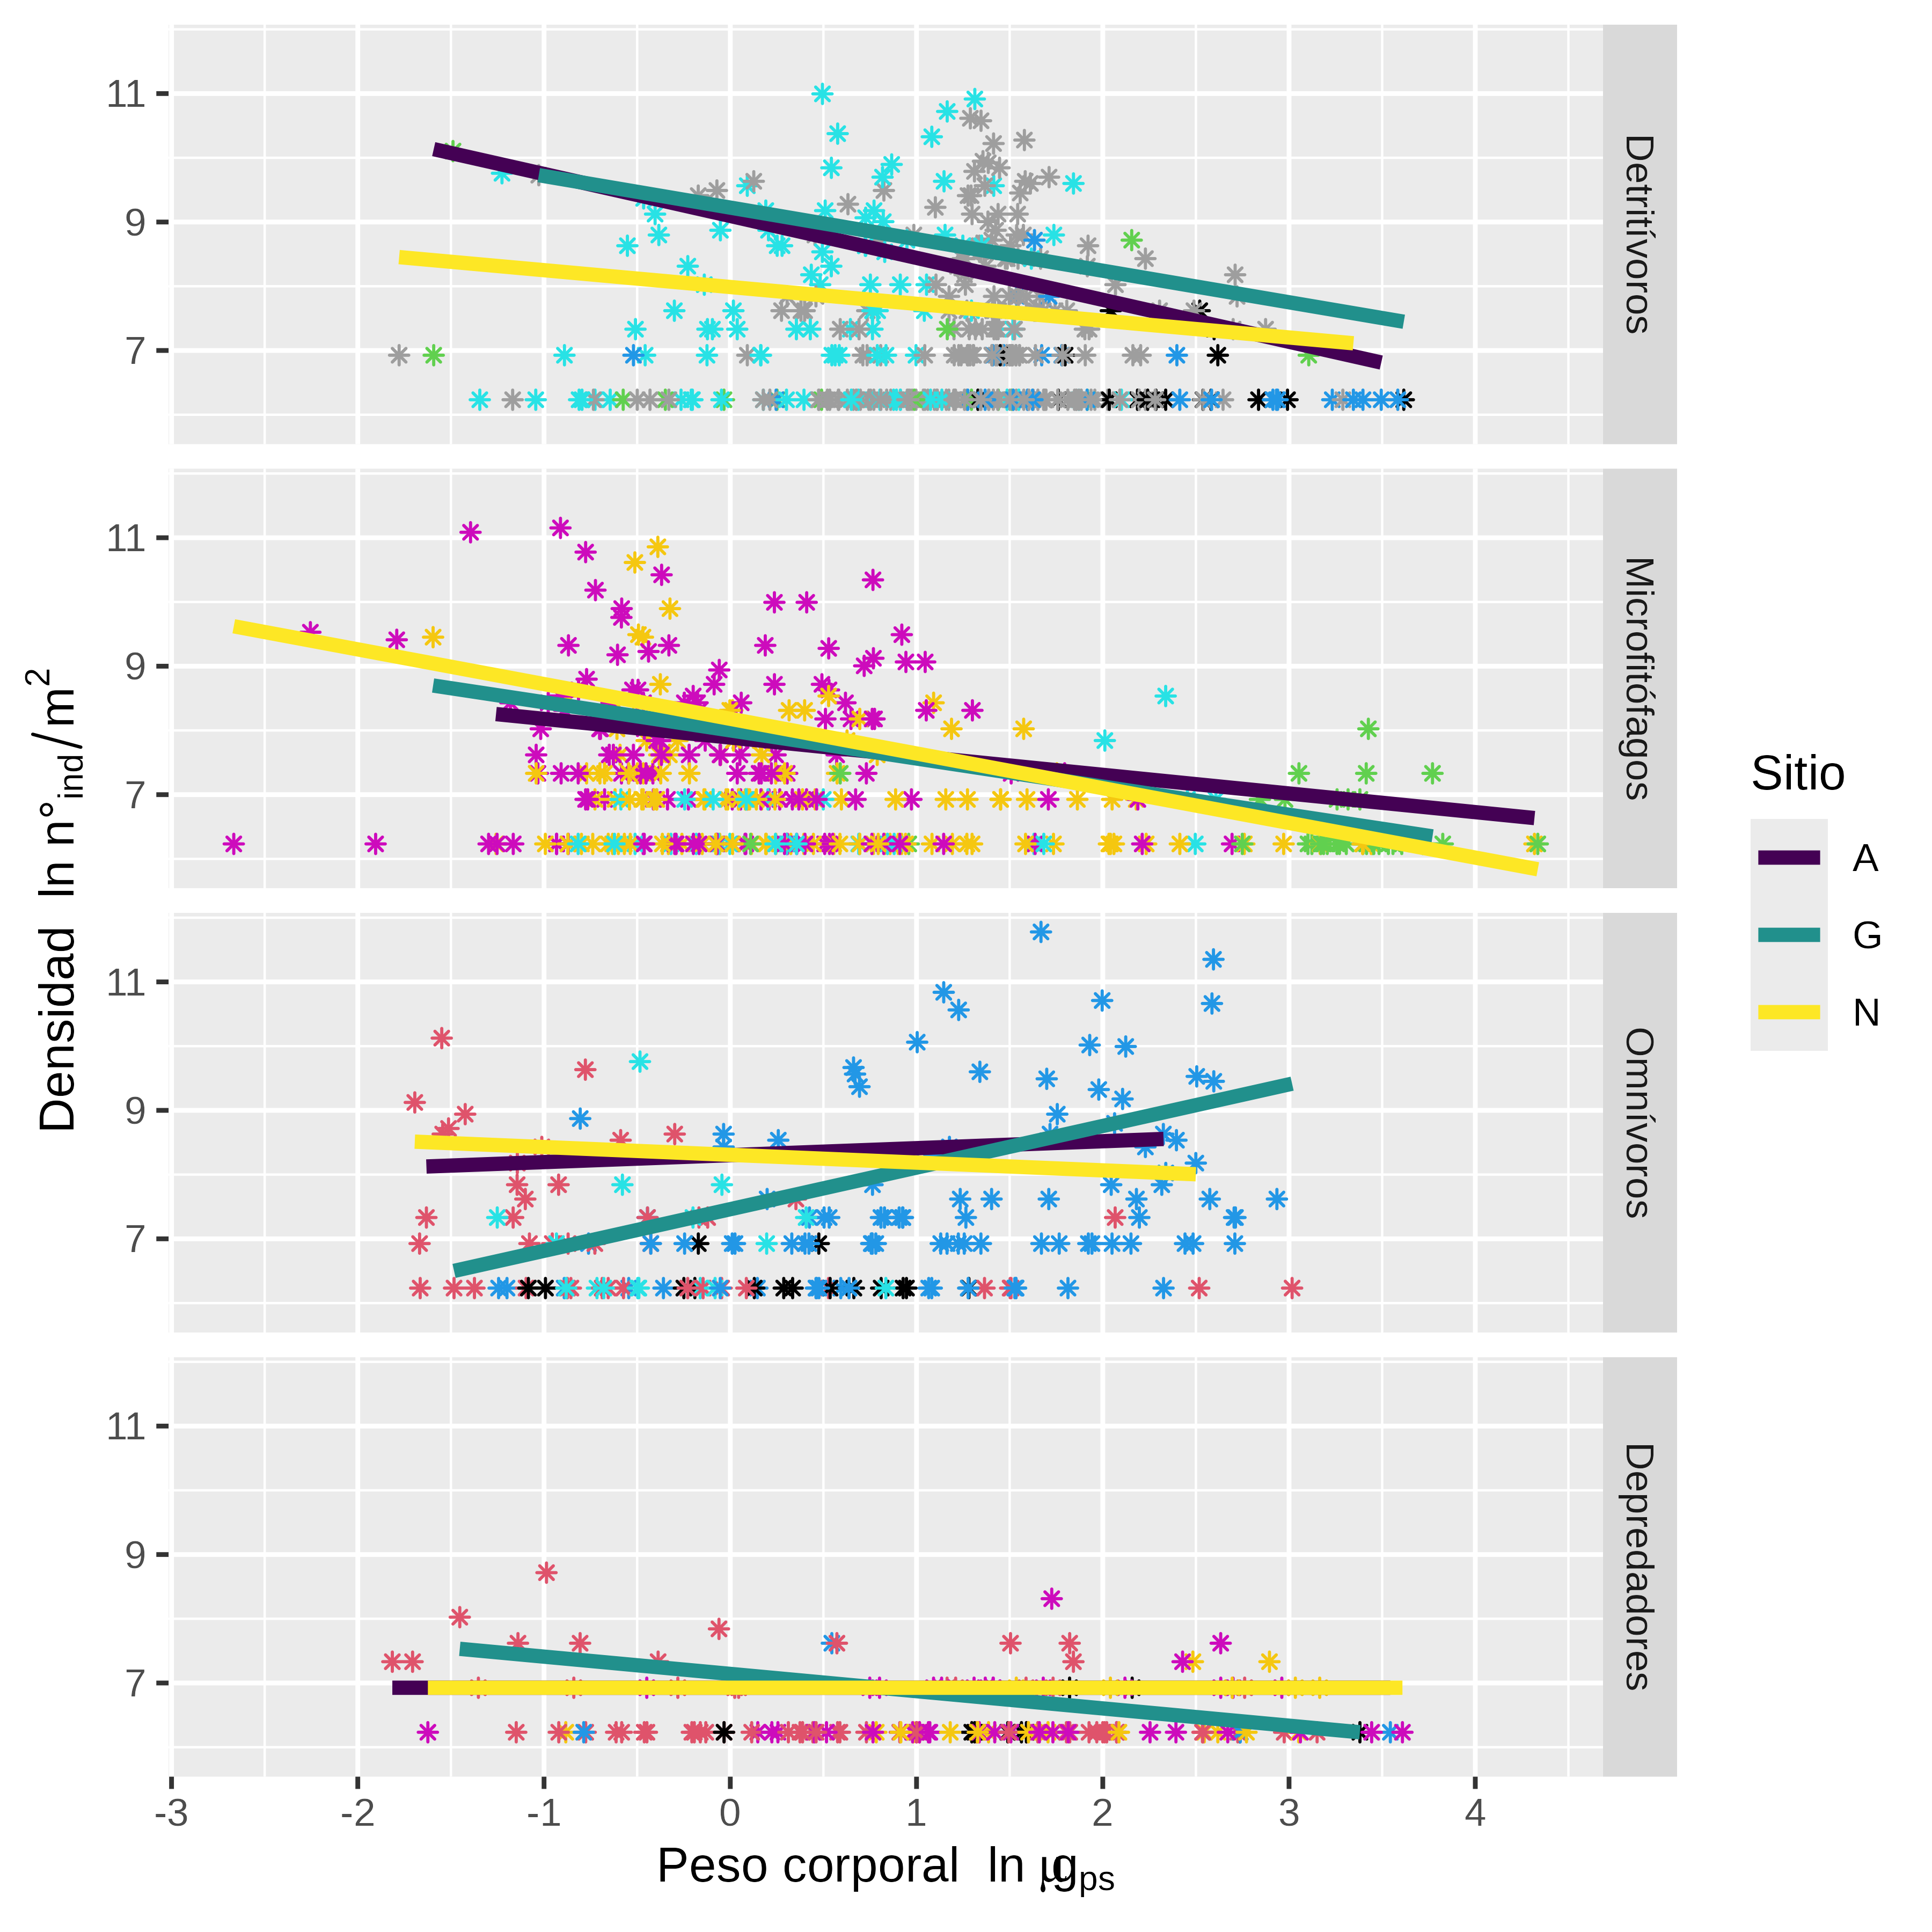 Densidad ln n°ind/m2
11
9
7
Detritívoros
11
9
7
Microfitófagos
11
9
7
Omnívoros
11
9
7
Depredadores
-3 -2 -1 0 1 2 3 4
Peso corporal ln μgps
Sitio
A
G
N